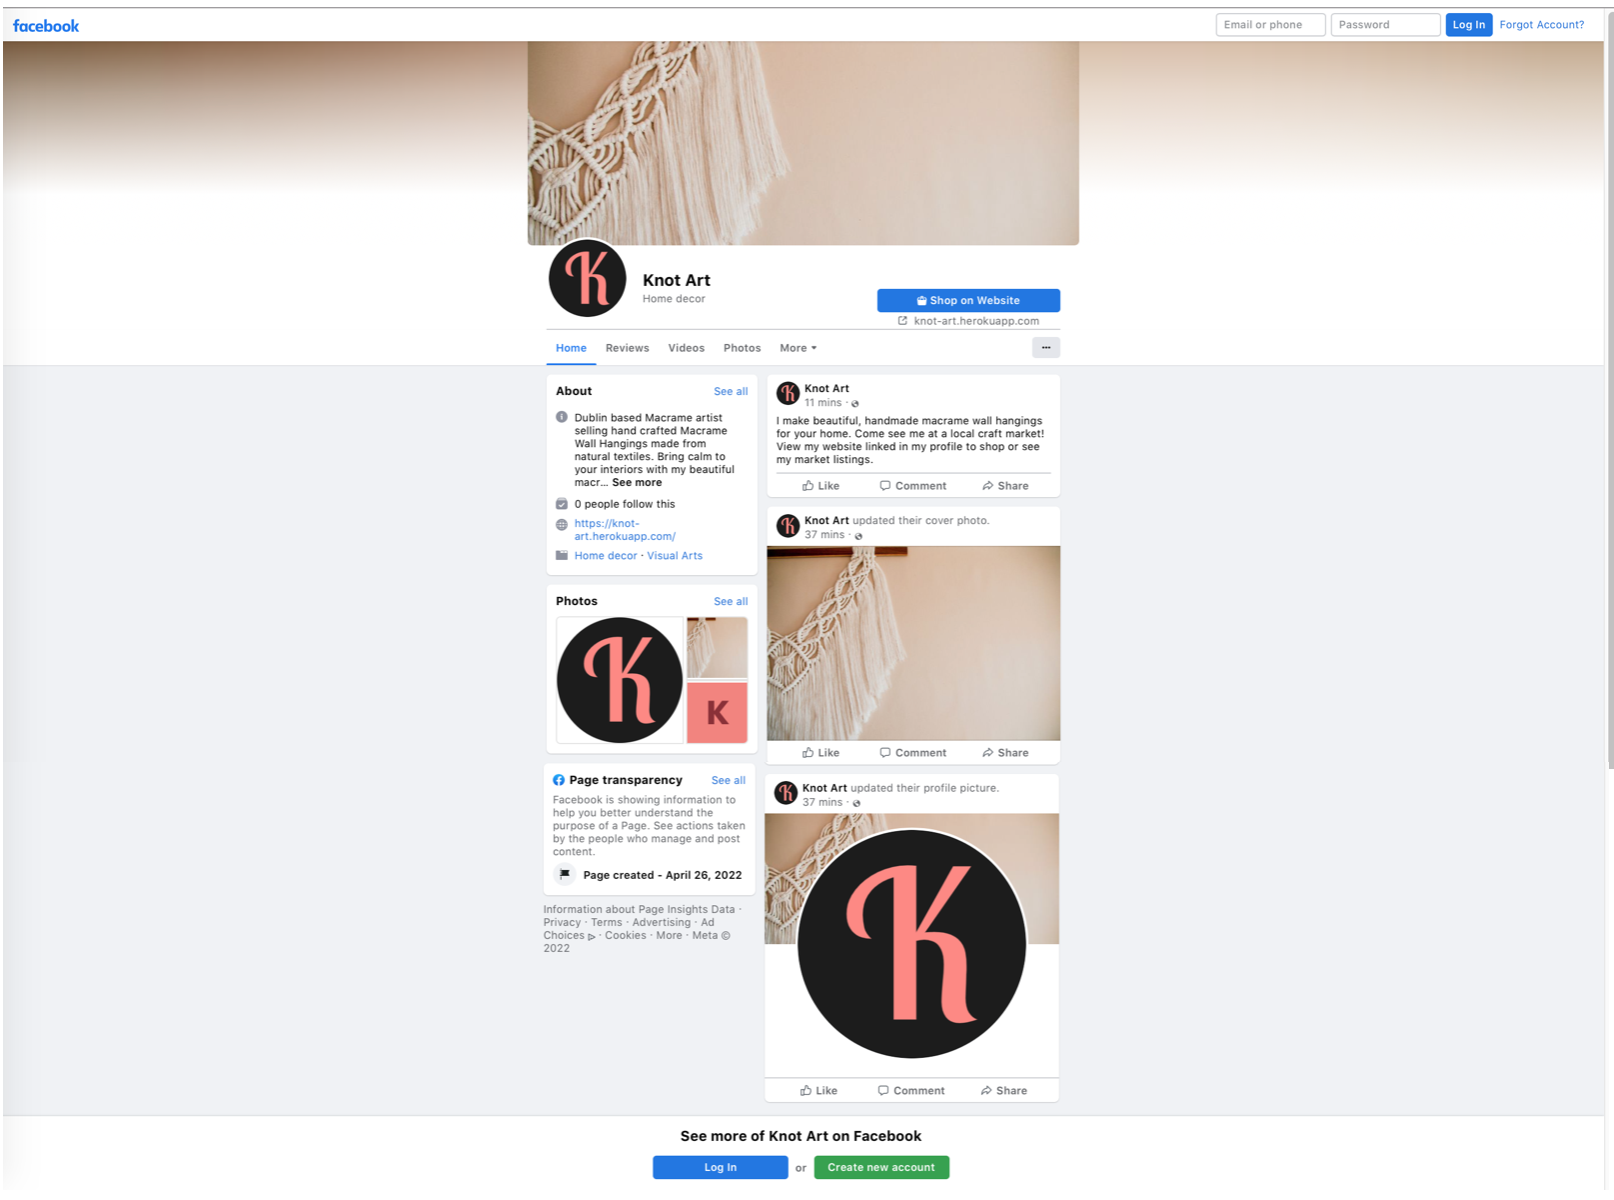 facebook
Email or phone
Password
Log In
Forgot Account?
K
Knot Art
Home decor
Shop on Website
knot-art.herokuapp.com
Home
Reviews
Videos
Photos
More
About
See all
Dublin based Macrame artist
selling hand crafted Macrame
Wall Hangings made from
natural textiles. Bring calm to
your interiors with my beautiful
macr... See more
0 people follow this
https://knot-
art.herokuapp.com/
Home decor · Visual Arts
Photos
See all
K
K
Page transparency
See all
Facebook is showing information to
help you better understand the
purpose of a Page. See actions taken
by the people who manage and post
content.
Page created - April 26, 2022
Information about Page Insights Data ·
Privacy · Terms · Advertising · Ad
Choices · Cookies · More · Meta ©
2022
K
Knot Art
11 mins ·
I make beautiful, handmade macrame wall hangings
for your home. Come see me at a local craft market!
View my website linked in my profile to shop or see
my market listings.
Like
Comment
Share
K
Knot Art updated their cover photo.
37 mins ·
Like
Comment
Share
K
Knot Art updated their profile picture.
37 mins ·
K
Like
Comment
Share
See more of Knot Art on Facebook
Log In
or
Create new account